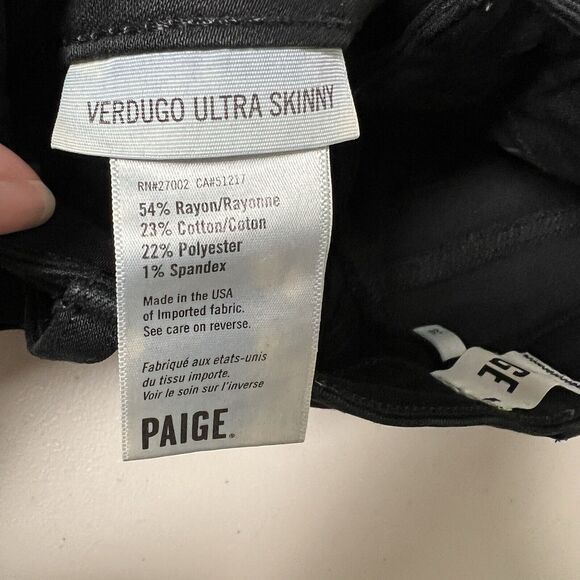 VERDUGO ULTRA SKINNY
RN#27002 CA#51217
54% Rayon/Rayonne
23% Cotton/Coton
22% Polyester
1% Spandex
Made in the USA
of Imported fabric.
See care on reverse.
Fabriqué aux etats-unis
du tissu importe.
Voir le soin sur l'inverse
PAIGE.
GE